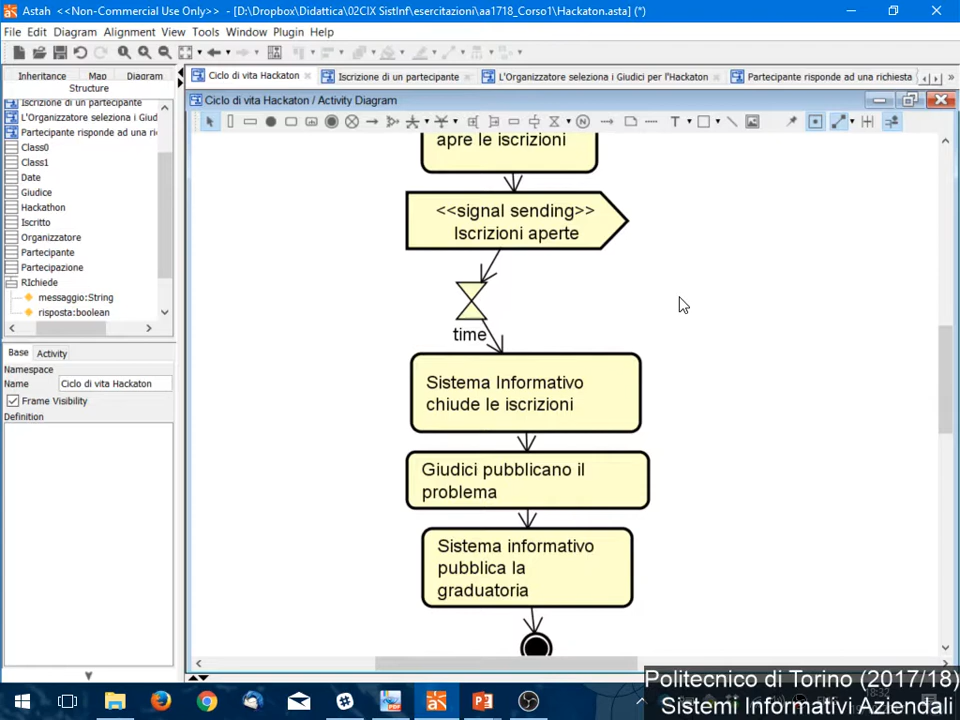 Astah <<Non-Commercial Use Only>> - [D:\Dropbox\Didattica\02CIX SistInf\esercitazioni\aa1718_Corso1\Hackaton.asta] (*)
File Edit Diagram Alignment View Tools Window Plugin Help
Inheritance Map Diagram
Structure
Ciclo di vita Hackaton
Iscrizione di un partecipante
L'Organizzatore seleziona i Giudici per l'Hackaton
Partecipante risponde ad una richiesta
Iscrizione di un partecipante
L'Organizzatore seleziona i Giud
Partecipante risponde ad una ri
Class0
Class1
Date
Giudice
Hackathon
Iscritto
Organizzatore
Partecipante
Partecipazione
RIchiede
messaggio:String
risposta:boolean
Base Activity
Namespace
Name Ciclo di vita Hackaton
Frame Visibility
Definition
Ciclo di vita Hackaton / Activity Diagram
apre le iscrizioni
<<signal sending>>
Iscrizioni aperte
time
Sistema Informativo
chiude le iscrizioni
Giudici pubblicano il
problema
Sistema informativo
pubblica la
graduatoria
Politecnico di Torino (2017/18)
Sistemi Informativi Aziendali
18:32